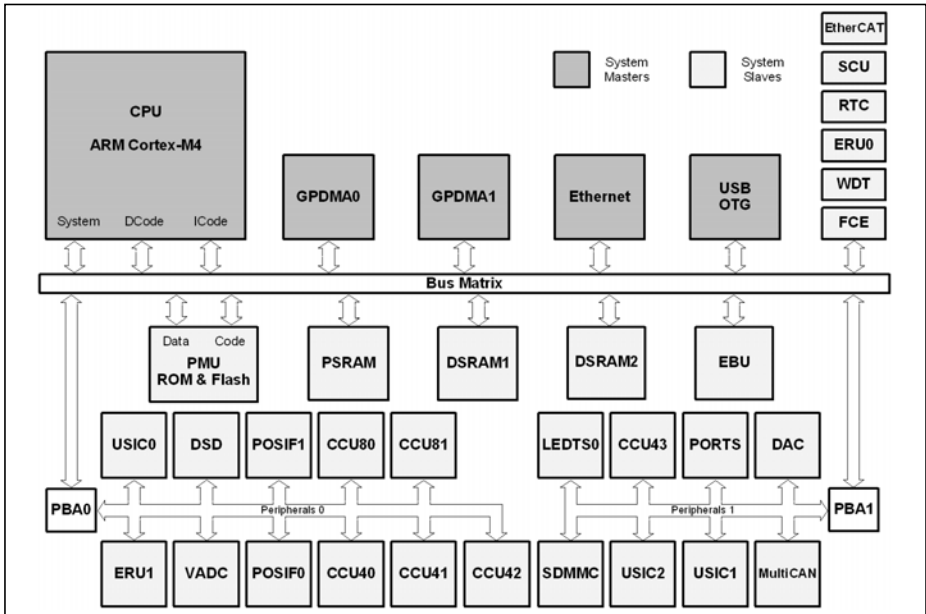 EtherCAT
System
Masters
System
Slaves
SCU
CPU
RTC
ARM Cortex-M4
ERU0
GPDMA0
GPDMA1
Ethernet
USB
OTG
WDT
System
DCode
ICode
FCE
Bus Matrix
Data
Code
PMU
ROM & Flash
PSRAM
DSRAM1
DSRAM2
EBU
USIC0
DSD
POSIF1
CCU80
CCU81
LEDTS0
CCU43
PORTS
DAC
PBA0
Peripherals 0
Peripherals 1
PBA1
ERU1
VADC
POSIF0
CCU40
CCU41
CCU42
SDMMC
USIC2
USIC1
MultiCAN